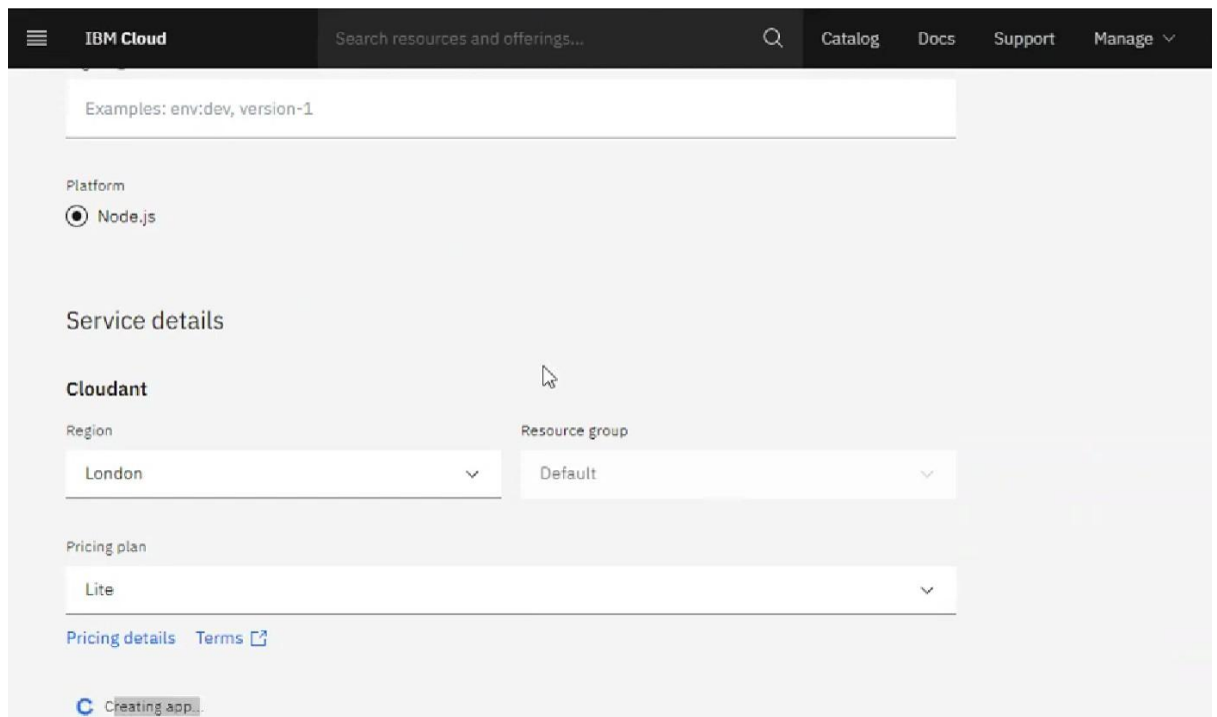 IBM Cloud Search resources and offerings... Catalog Docs Support Manage
Examples: env:dev, version-1
Platform
Node.js
Service details
Cloudant
Region Resource group
London Default
Pricing plan
Lite
Pricing details Terms
Creating app...